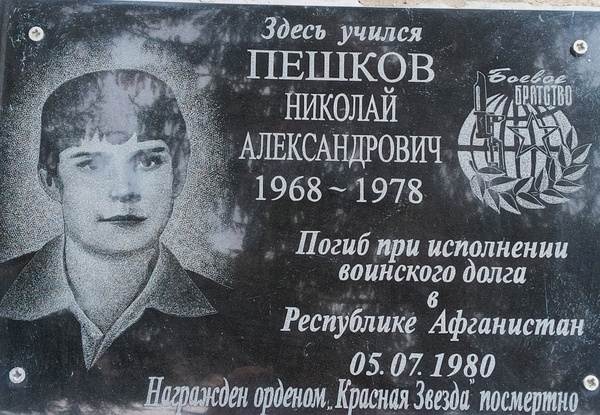 Здесь учился
ПЕШКОВ
НИКОЛАЙ
АЛЕКСАНДРОВИЧ
1968 ~ 1978
Боевое
БРАТСТВО
Погиб при исполнении
воинского долга
в
Республике Афганистан
05.07.1980
Награжден орденом „Красная Звезда" посмертно